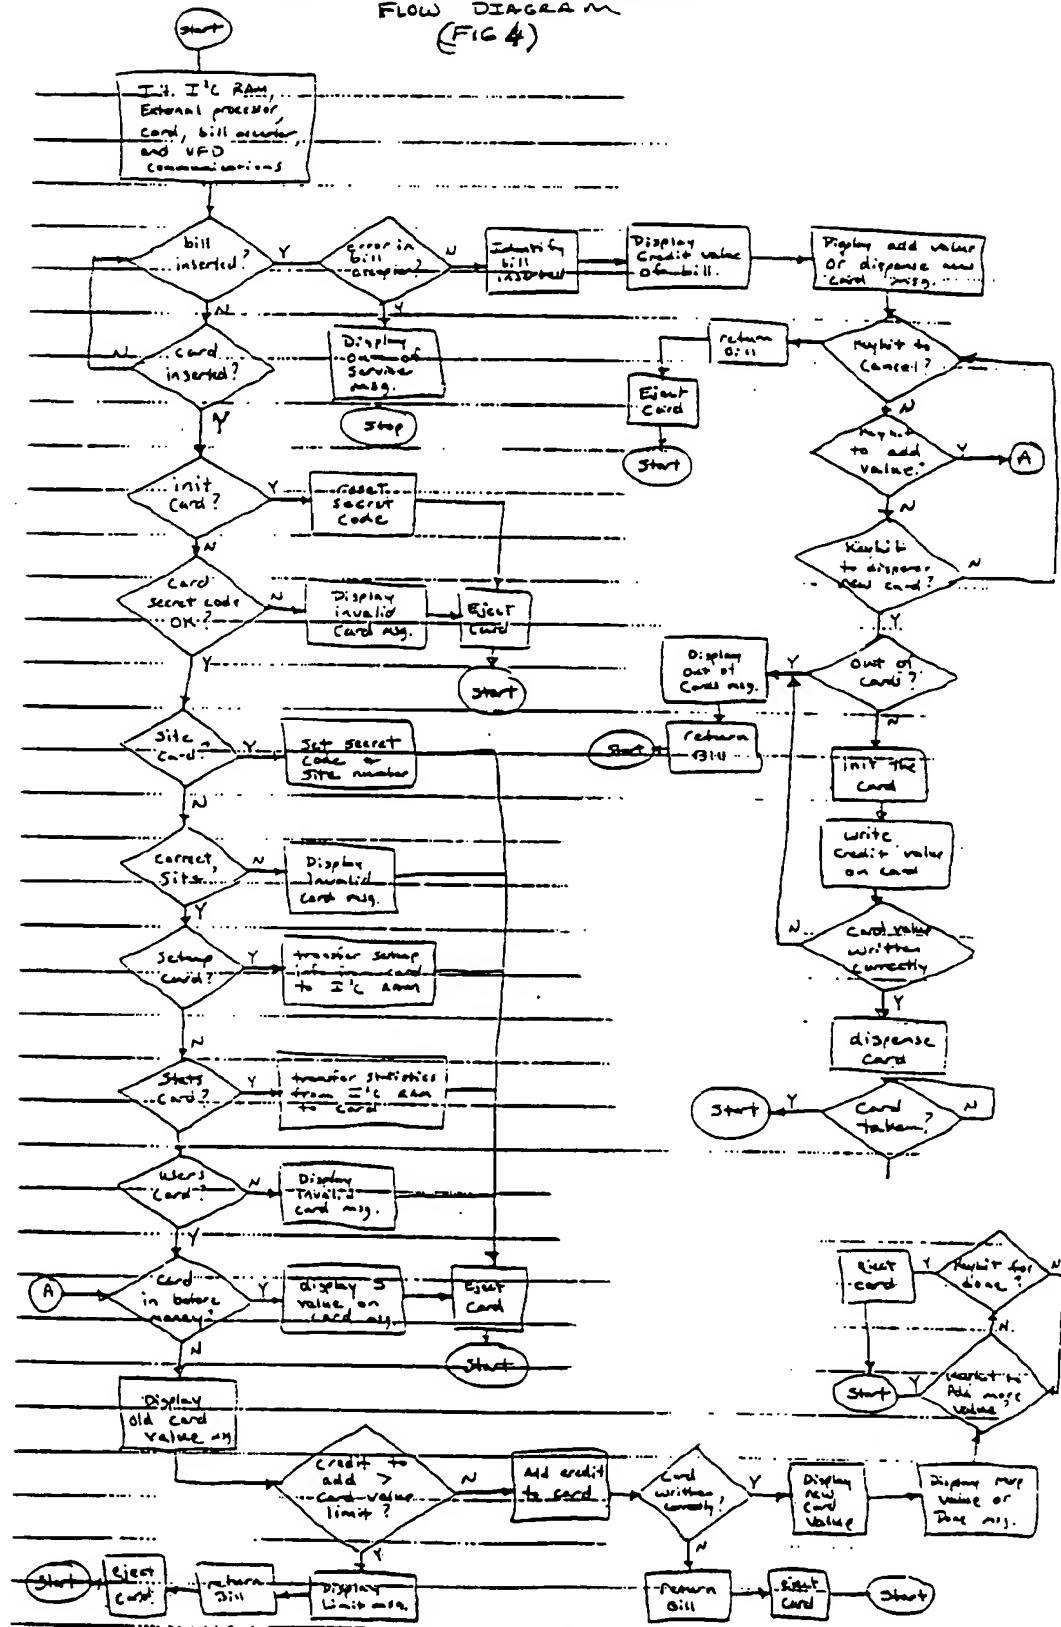 FLOW DIAGRAM
(FIG 4)
Start
Init. I²C RAM,
External processor,
card, bill acceptor,
and VFD
communications
bill
inserted?
Y
N
error in
bill
acceptor?
N
Y
Identify
bill
inserted
Display
Credit value
of bill.
Display add value
or dispense new
card msg.
card
inserted?
N
Y
Display
Out of
Service
msg.
Stop
return
Bill
Eject
Card
Start
Keyhit to
Cancel?
N
Keyhit
to add
value?
Y
A
N
init
Card?
Y
N
reset
secret
code
Keyhit
to dispense
new card?
N
Y
Card
secret code
OK?
N
Y
Display
invalid
Card msg.
Eject
Card
Start
Display
Out of
Cards msg.
Y
Out of
cards?
N
return
Bill
Start
Site
Card?
Y
N
Set secret
code or
Site number
init the
card
write
credit value
on card
correct
Site
N
Y
Display
Invalid
card msg.
N
Card value
written
correctly
Y
Setup
Card?
Y
N
transfer setup
info from card
to I²C RAM
dispense
card
Stats
Card?
Y
transfer statistics
from I²C RAM
to card
Start
Y
Card
taken?
N
users
card?
N
Y
Display
Invalid
card msg.
A
Card
in before
money?
Y
N
display $
value on
card msg.
Eject
Card
Start
eject
card
Y
Keyhit for
done?
N
N
Start
Y
Keyhit to
Add more
value?
Display
old card
value msg
credit to
add >
card value
limit?
N
Y
Add credit
to card
Card
written
correctly?
Y
N
Display
new
Card
Value
Display more
value or
Done msg.
Start
eject
card
return
Bill
Display
Limit msg.
return
Bill
eject
card
Start